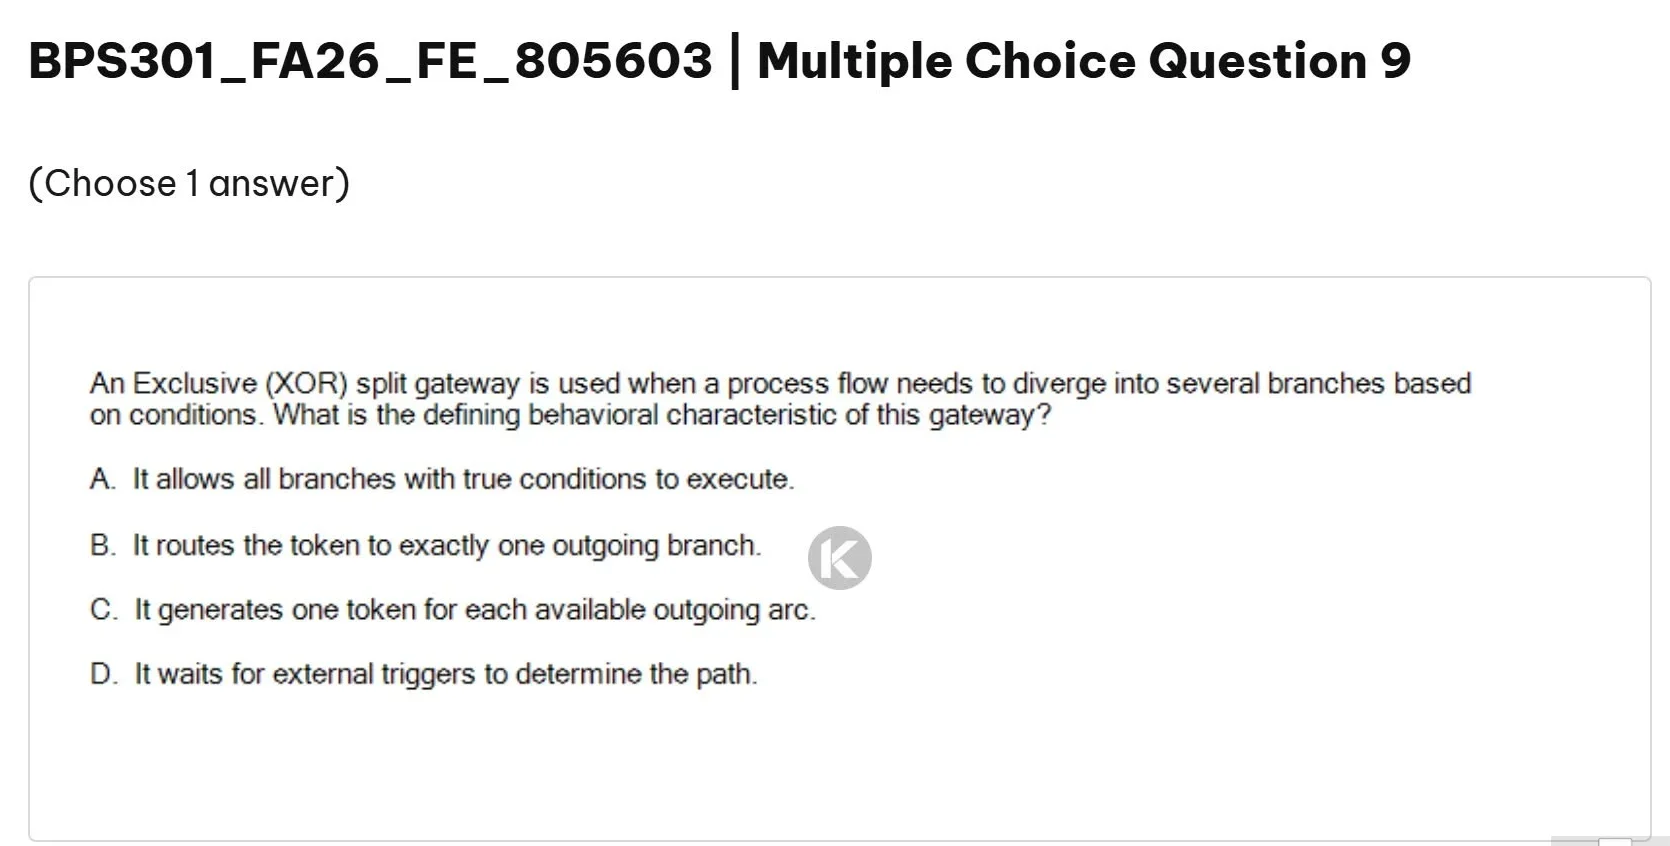 BPS301_FA26_FE_805603 | Multiple Choice Question 9
(Choose 1 answer)
An Exclusive (XOR) split gateway is used when a process flow needs to diverge into several branches based
on conditions. What is the defining behavioral characteristic of this gateway?
A. It allows all branches with true conditions to execute.
B. It routes the token to exactly one outgoing branch.
K
C. It generates one token for each available outgoing arc.
D. It waits for external triggers to determine the path.